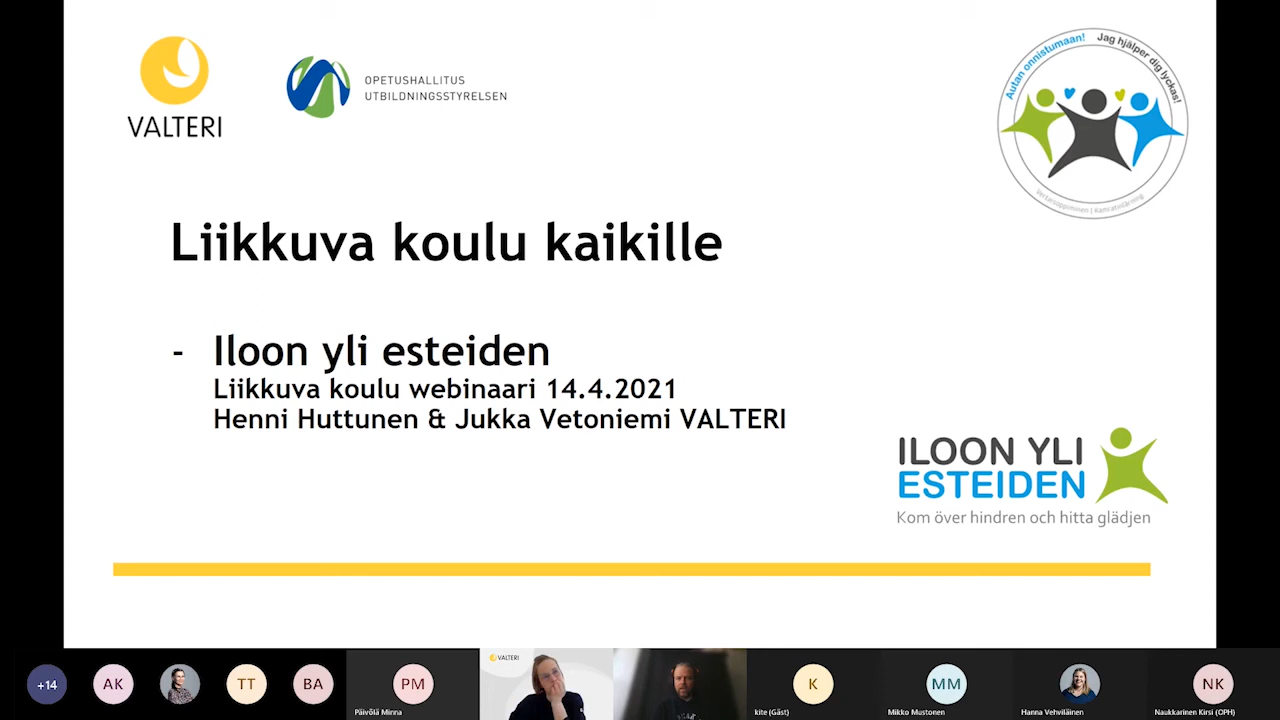 VALTERI
OPETUSHALLITUS
UTBILDNINGSSTYRELSEN
Autan onnistumaan! Jag hjälper dig lyckas!
Vertaisoppiminen | Kamratinlärning
Liikkuva koulu kaikille
- Iloon yli esteiden
Liikkuva koulu webinaari 14.4.2021
Henni Huttunen & Jukka Vetoniemi VALTERI
ILOON YLI
ESTEIDEN
Kom över hindren och hitta glädjen
+14
AK
TT
BA
PM
Päivölä Minna
VALTERI
K
kite (Gäst)
MM
Mikko Mustonen
Hanna Vehviläinen
NK
Naukkarinen Kirsi (OPH)